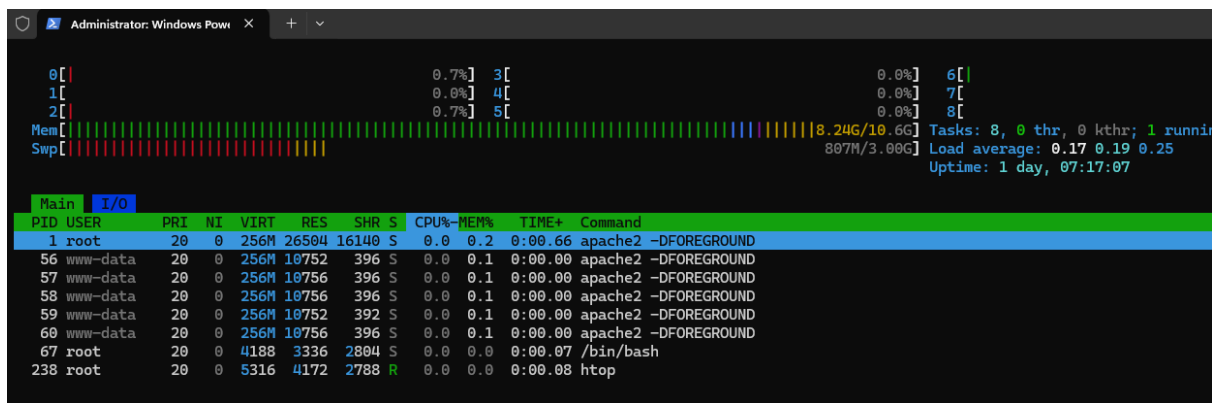 Administrator: Windows Powe × +
0[| 0.7%] 3[ 0.0%] 6[|
1[ 0.0%] 4[ 0.0%] 7[
2[| 0.7%] 5[ 0.0%] 8[
Mem[8.24G/10.6G] Tasks: 8, 0 thr, 0 kthr; 1 runnin
Swp[807M/3.00G] Load average: 0.17 0.19 0.25
Uptime: 1 day, 07:17:07
Main I/O
PID USER PRI NI VIRT RES SHR S CPU%-MEM% TIME+ Command
1 root 20 0 256M 26504 16140 S 0.0 0.2 0:00.66 apache2 -DFOREGROUND
56 www-data 20 0 256M 10752 396 S 0.0 0.1 0:00.00 apache2 -DFOREGROUND
57 www-data 20 0 256M 10756 396 S 0.0 0.1 0:00.00 apache2 -DFOREGROUND
58 www-data 20 0 256M 10756 396 S 0.0 0.1 0:00.00 apache2 -DFOREGROUND
59 www-data 20 0 256M 10752 392 S 0.0 0.1 0:00.00 apache2 -DFOREGROUND
60 www-data 20 0 256M 10756 396 S 0.0 0.1 0:00.00 apache2 -DFOREGROUND
67 root 20 0 4188 3336 2804 S 0.0 0.0 0:00.07 /bin/bash
238 root 20 0 5316 4172 2788 R 0.0 0.0 0:00.08 htop